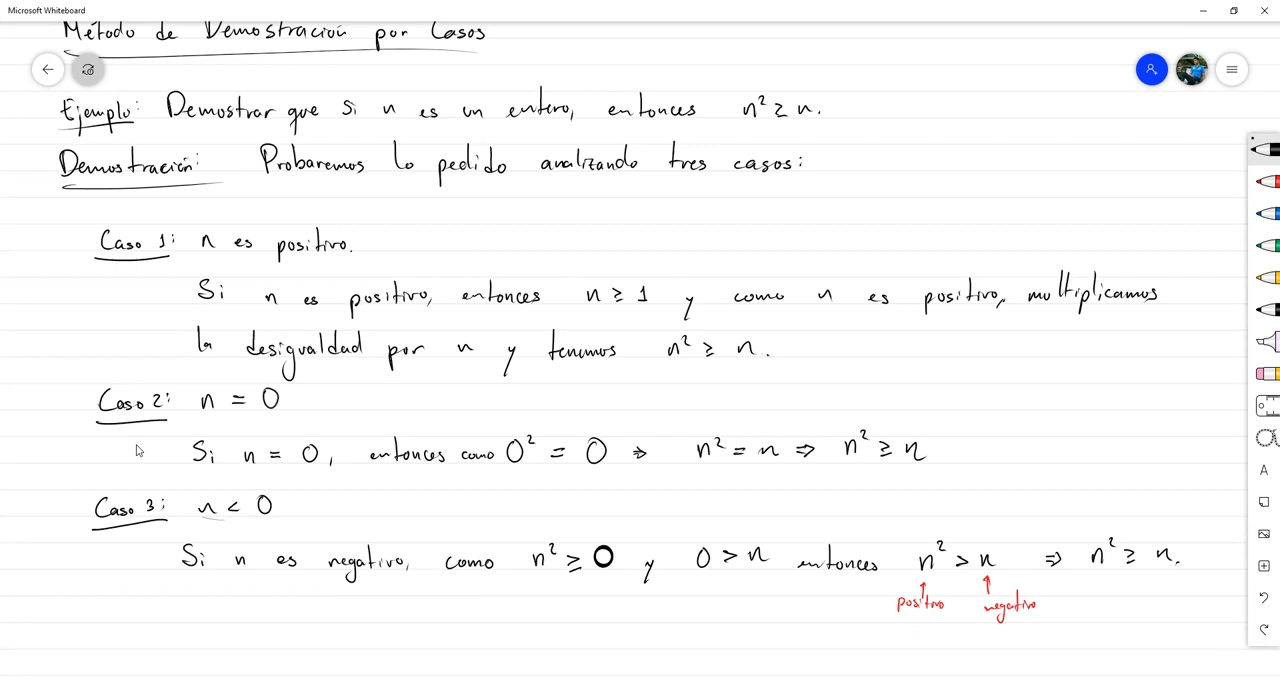 Microsoft Whiteboard
Método de Demostración por Casos
Ejemplo: Demostrar que si n es un entero, entonces n² ≥ n.
Demostración: Probaremos lo pedido analizando tres casos:
Caso 1: n es positivo.
Si n es positivo, entonces n ≥ 1 y como n es positivo, multiplicamos
la desigualdad por n y tenemos n² ≥ n.
Caso 2: n = 0
Si n = 0, entonces como 0² = 0 ⇒ n² = n ⇒ n² ≥ n
Caso 3: n < 0
Si n es negativo, como n² ≥ 0 y 0 > n entonces n² > n ⇒ n² ≥ n.
positivo negativo